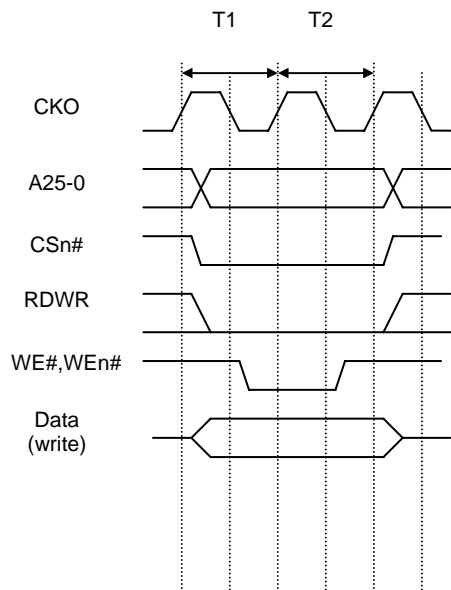 T1 T2
CKO
A25-0
CSn#
RDWR
WE#,WEn#
Data
(write)